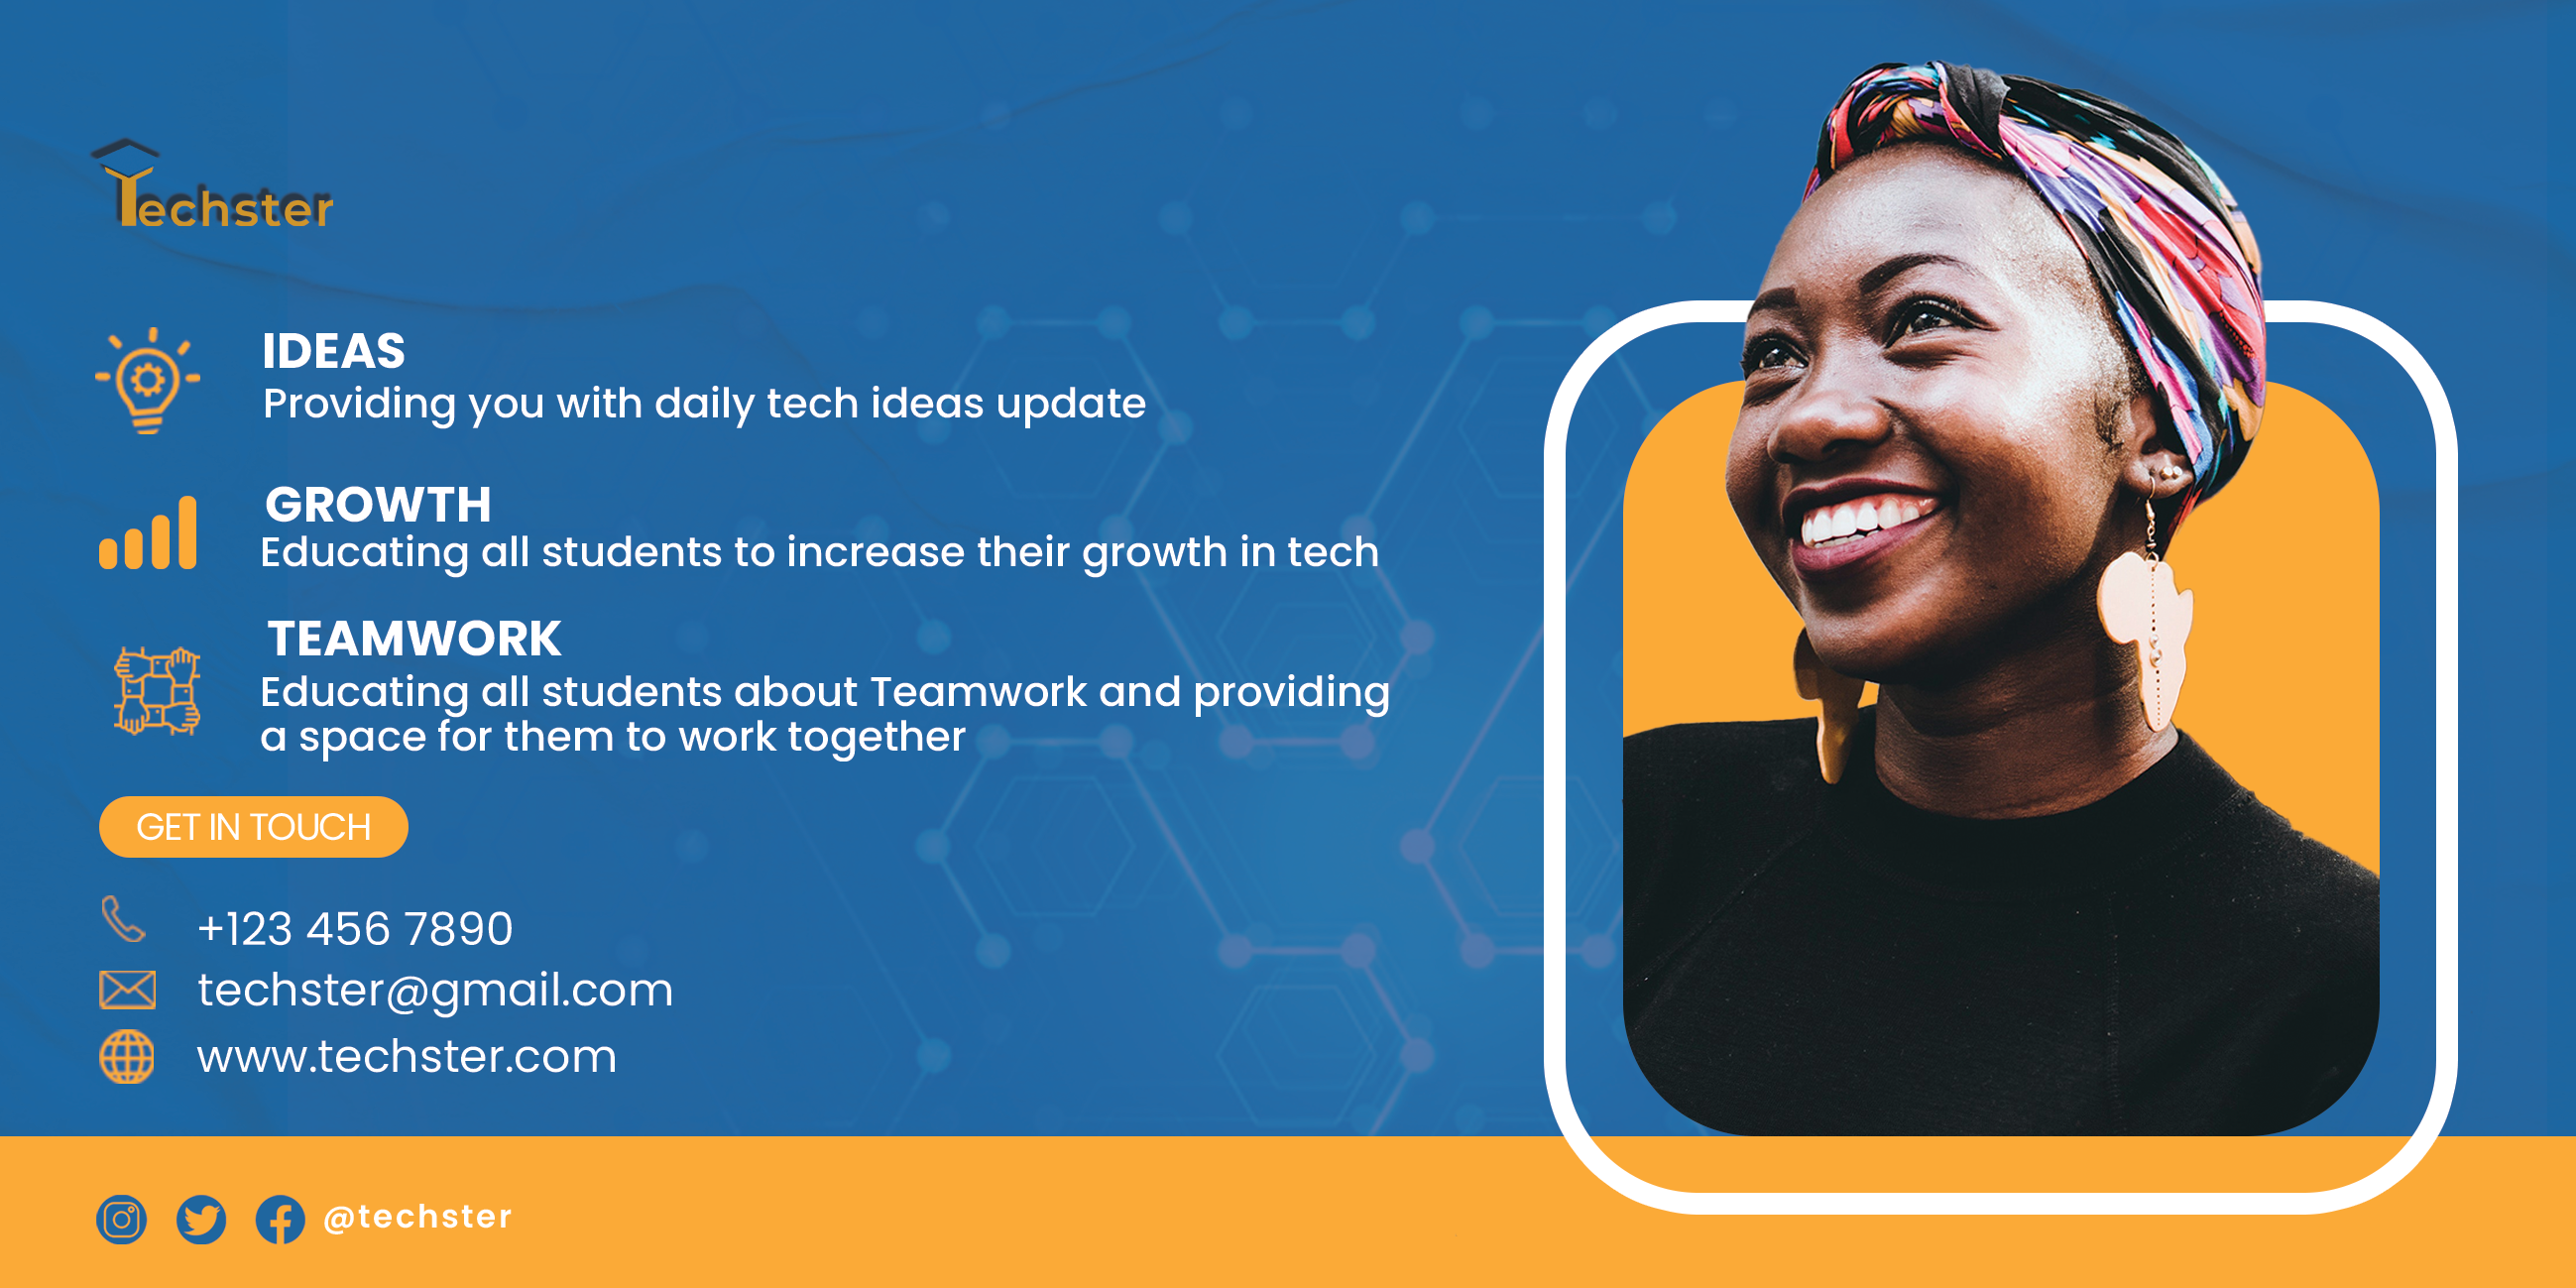 Techster
IDEAS
Providing you with daily tech ideas update
GROWTH
Educating all students to increase their growth in tech
TEAMWORK
Educating all students about Teamwork and providing
a space for them to work together
GET IN TOUCH
+123 456 7890
techster@gmail.com
www.techster.com
@techster